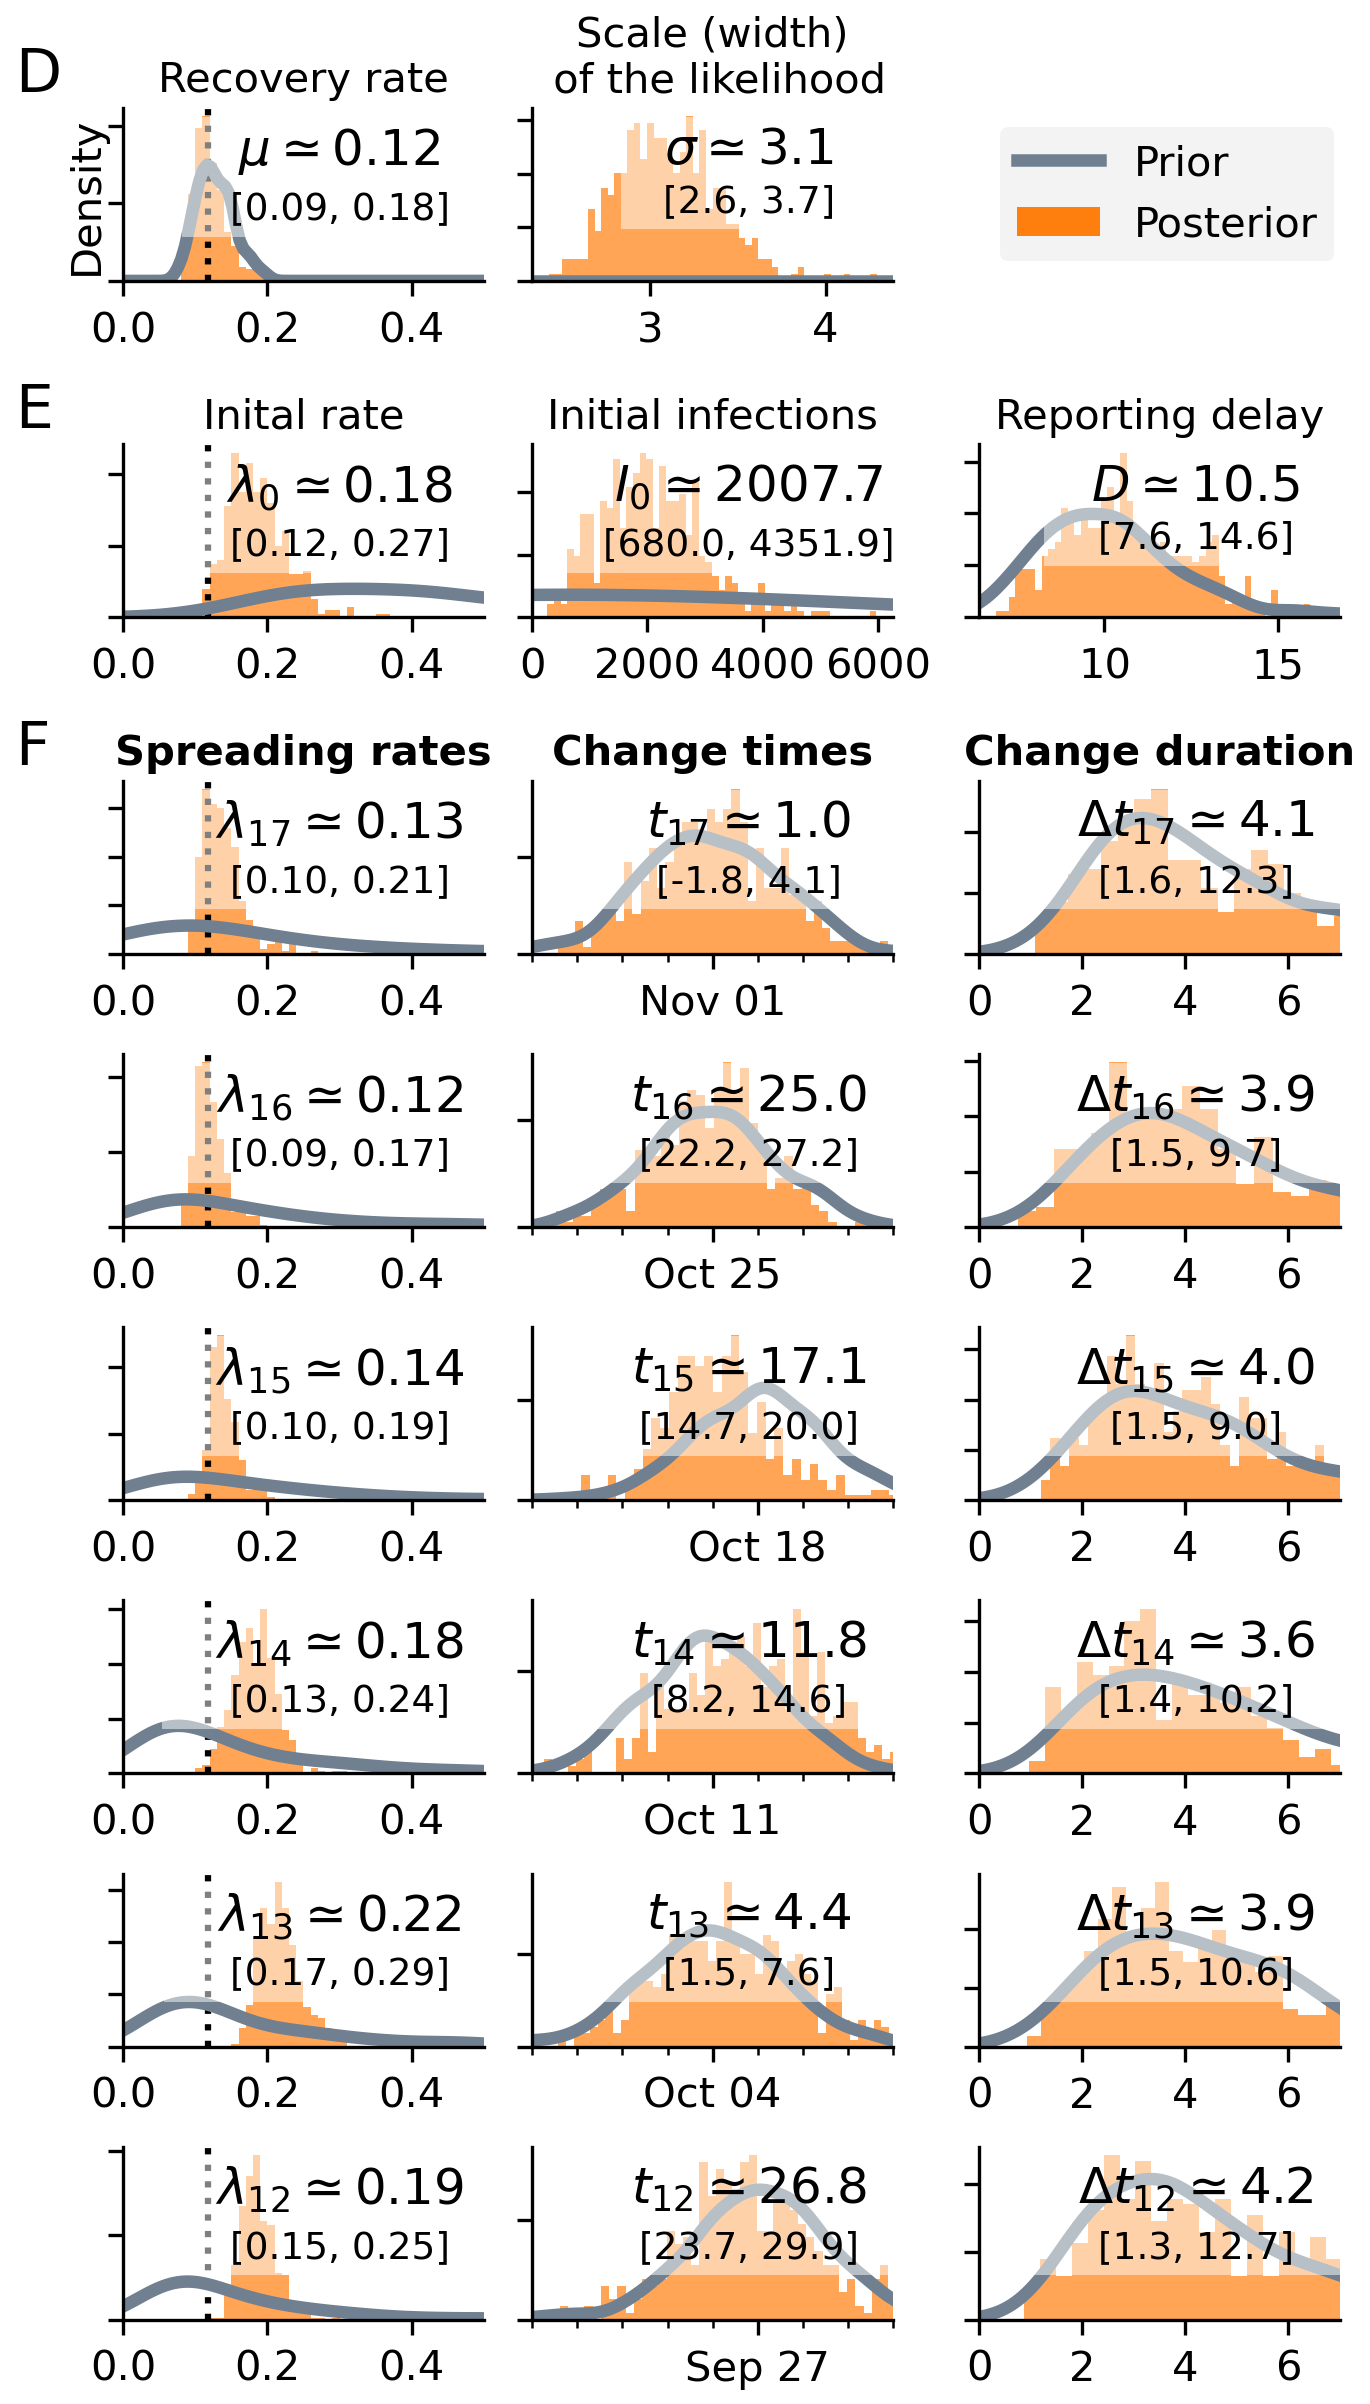 D
Recovery rate
Scale (width)
of the likelihood
Density
μ ≃ 0.12
[0.09, 0.18]
σ ≃ 3.1
[2.6, 3.7]
Prior
Posterior
0.0 0.2 0.4
3 4
E
Inital rate
Initial infections
Reporting delay
λ₀ ≃ 0.18
[0.12, 0.27]
I₀ ≃ 2007.7
[680.0, 4351.9]
D ≃ 10.5
[7.6, 14.6]
0.0 0.2 0.4
0 2000 4000 6000
10 15
F
Spreading rates
Change times
Change duration
λ₁₇ ≃ 0.13
[0.10, 0.21]
t₁₇ ≃ 1.0
[-1.8, 4.1]
Δt₁₇ ≃ 4.1
[1.6, 12.3]
0.0 0.2 0.4
Nov 01
0 2 4 6
λ₁₆ ≃ 0.12
[0.09, 0.17]
t₁₆ ≃ 25.0
[22.2, 27.2]
Δt₁₆ ≃ 3.9
[1.5, 9.7]
0.0 0.2 0.4
Oct 25
0 2 4 6
λ₁₅ ≃ 0.14
[0.10, 0.19]
t₁₅ ≃ 17.1
[14.7, 20.0]
Δt₁₅ ≃ 4.0
[1.5, 9.0]
0.0 0.2 0.4
Oct 18
0 2 4 6
λ₁₄ ≃ 0.18
[0.13, 0.24]
t₁₄ ≃ 11.8
[8.2, 14.6]
Δt₁₄ ≃ 3.6
[1.4, 10.2]
0.0 0.2 0.4
Oct 11
0 2 4 6
λ₁₃ ≃ 0.22
[0.17, 0.29]
t₁₃ ≃ 4.4
[1.5, 7.6]
Δt₁₃ ≃ 3.9
[1.5, 10.6]
0.0 0.2 0.4
Oct 04
0 2 4 6
λ₁₂ ≃ 0.19
[0.15, 0.25]
t₁₂ ≃ 26.8
[23.7, 29.9]
Δt₁₂ ≃ 4.2
[1.3, 12.7]
0.0 0.2 0.4
Sep 27
0 2 4 6